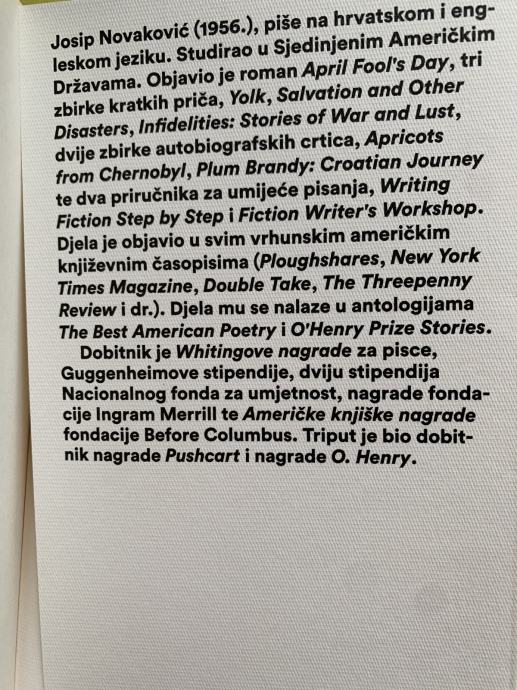 Josip Novaković (1956.), piše na hrvatskom i eng-
leskom jeziku. Studirao u Sjedinjenim Američkim
Državama. Objavio je roman April Fool's Day, tri
zbirke kratkih priča, Yolk, Salvation and Other
Disasters, Infidelities: Stories of War and Lust,
dvije zbirke autobiografskih crtica, Apricots
from Chernobyl, Plum Brandy: Croatian Journey
te dva priručnika za umijeće pisanja, Writing
Fiction Step by Step i Fiction Writer's Workshop.
Djela je objavio u svim vrhunskim američkim
književnim časopisima (Ploughshares, New York
Times Magazine, Double Take, The Threepenny
Review i dr.). Djela mu se nalaze u antologijama
The Best American Poetry i O'Henry Prize Stories.
Dobitnik je Whitingove nagrade za pisce,
Guggenheimove stipendije, dviju stipendija
Nacionalnog fonda za umjetnost, nagrade fonda-
cije Ingram Merrill te Američke knjiške nagrade
fondacije Before Columbus. Triput je bio dobit-
nik nagrade Pushcart i nagrade O. Henry.